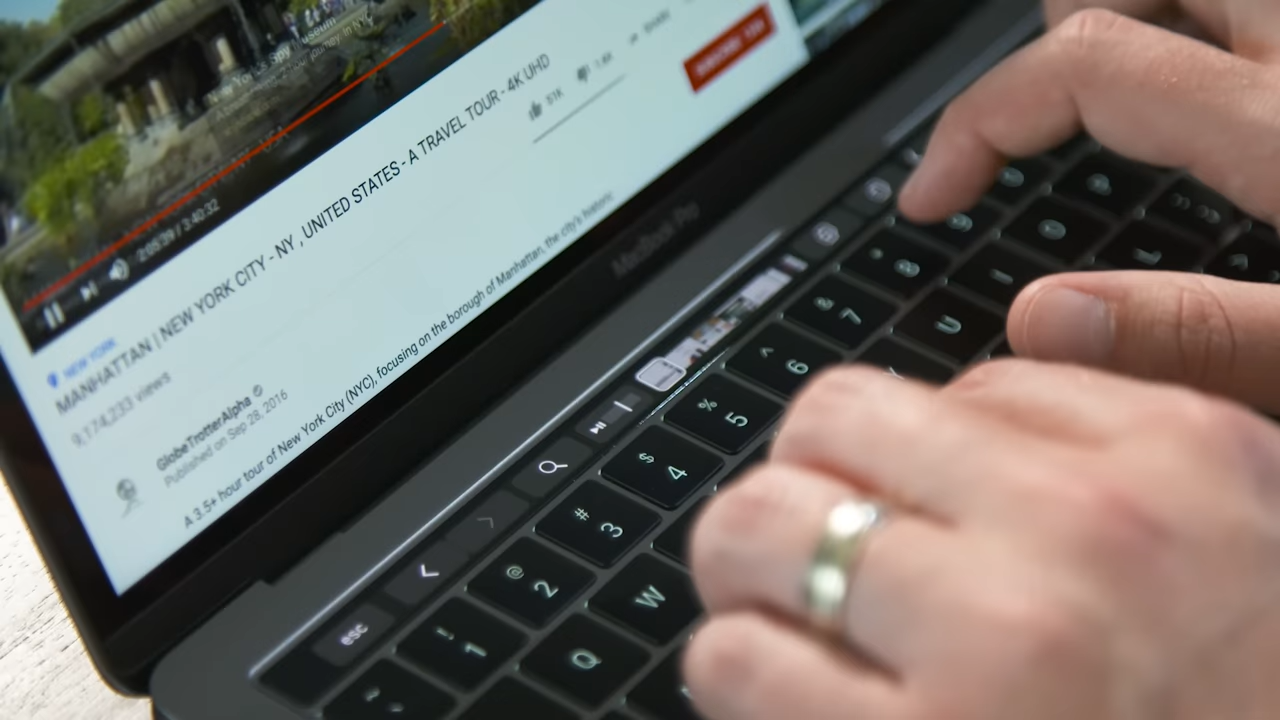 2:05:39 / 3:40:32
NEW YORK
MANHATTAN | NEW YORK CITY - NY , UNITED STATES - A TRAVEL TOUR - 4K UHD
9,174,233 views
51K
SHARE
SUBSCRIBE
GlobeTrotterAlpha
Published on Sep 28, 2016
A 3.5+ hour tour of New York City (NYC), focusing on the borough of Manhattan, the city's historic
MacBook Pro
esc
! 1
@ 2
# 3
$ 4
% 5
^ 6
& 7
* 8
9
Q
W
U
I
O